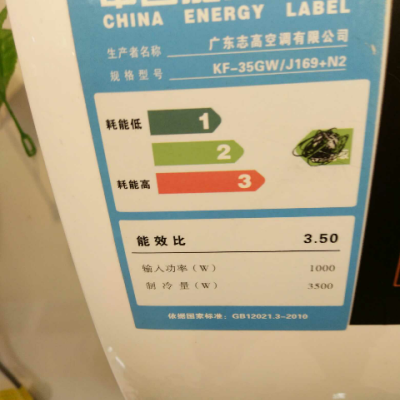 CHINA ENERGY LABEL
生产者名称 广东志高空调有限公司
规格型号 KF-35GW/J169+N2
耗能低 1
2
耗能高 3
能效比 3.50
输入功率(W) 1000
制冷量(W) 3500
依据国家标准: GB12021.3-2010